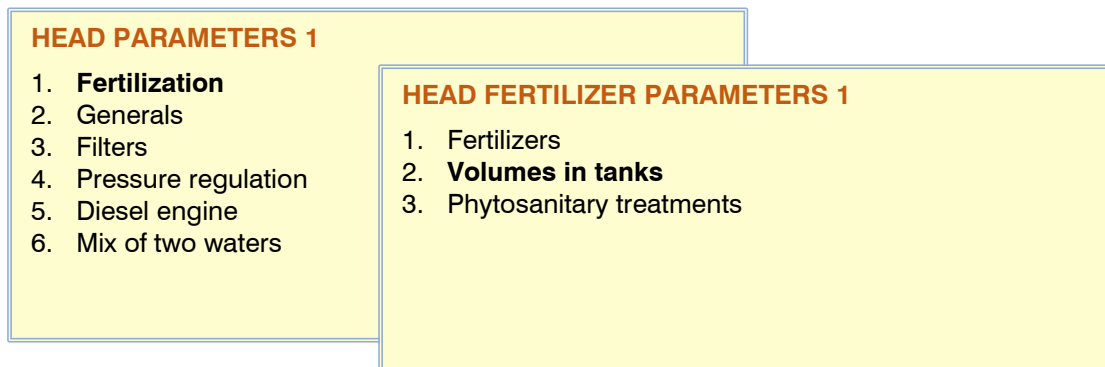 HEAD PARAMETERS 1
1. Fertilization
2. Generals
3. Filters
4. Pressure regulation
5. Diesel engine
6. Mix of two waters
HEAD FERTILIZER PARAMETERS 1
1. Fertilizers
2. Volumes in tanks
3. Phytosanitary treatments